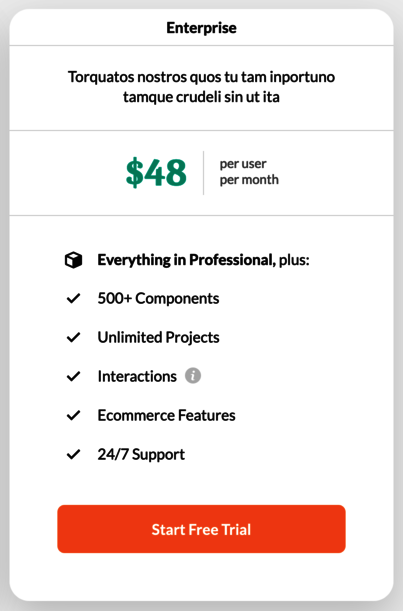 Enterprise
Torquatos nostros quos tu tam inportuno
tamque crudeli sin ut ita
$48
per user
per month
Everything in Professional, plus:
500+ Components
Unlimited Projects
Interactions i
Ecommerce Features
24/7 Support
Start Free Trial